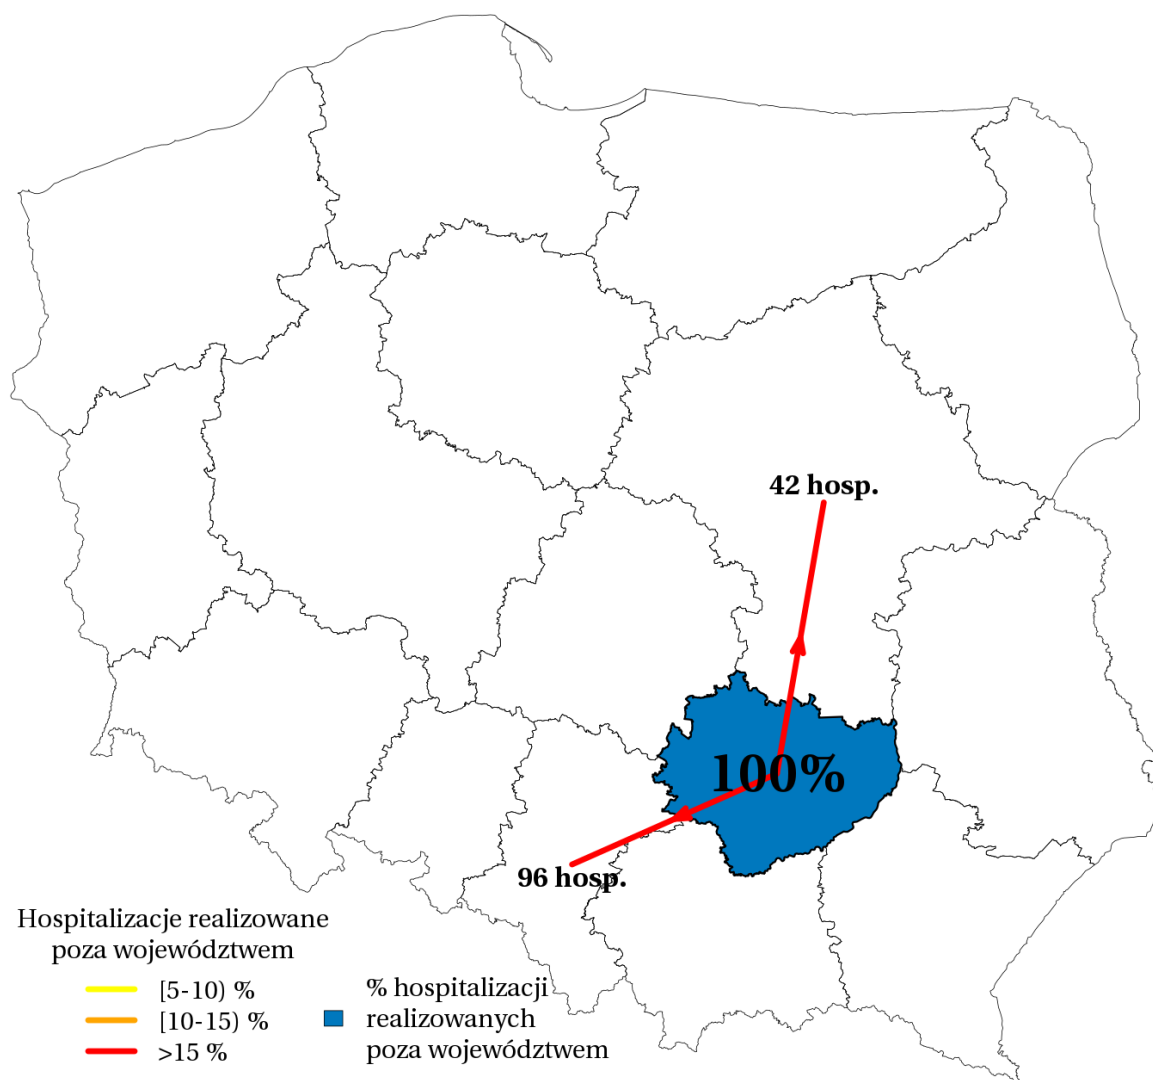 42 hosp.
100%
96 hosp.
Hospitalizacje realizowane
poza województwem
[5-10) %
[10-15) %
>15 %
% hospitalizacji
realizowanych
poza województwem